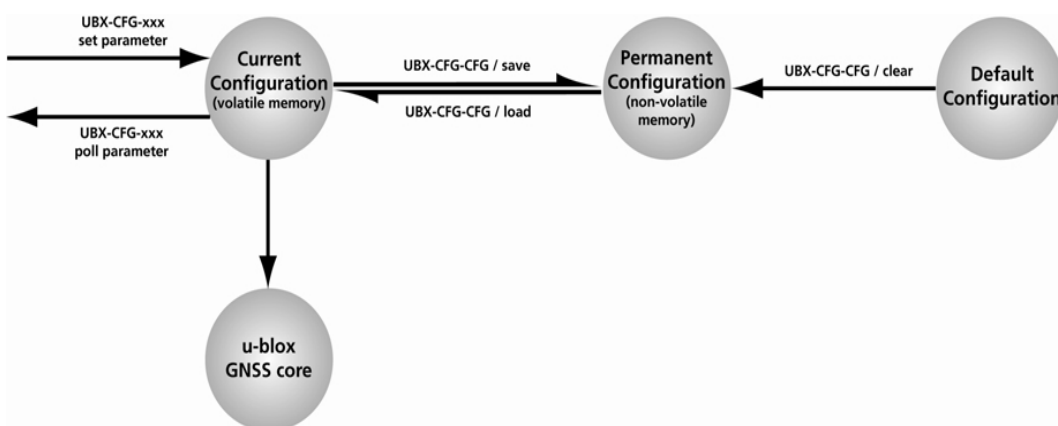 UBX-CFG-xxx
set parameter
UBX-CFG-xxx
poll parameter
Current
Configuration
(volatile memory)
UBX-CFG-CFG / save
UBX-CFG-CFG / load
Permanent
Configuration
(non-volatile
memory)
UBX-CFG-CFG / clear
Default
Configuration
u-blox
GNSS core